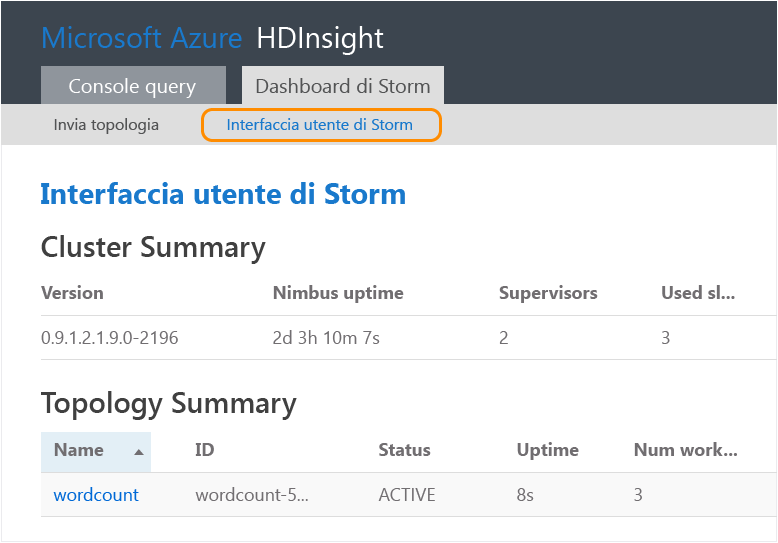 Microsoft Azure HDInsight
Console query Dashboard di Storm
Invia topologia Interfaccia utente di Storm
Interfaccia utente di Storm
Cluster Summary
Version Nimbus uptime Supervisors Used sl...
0.9.1.2.1.9.0-2196 2d 3h 10m 7s 2 3
Topology Summary
Name ID Status Uptime Num work...
wordcount wordcount-5... ACTIVE 8s 3